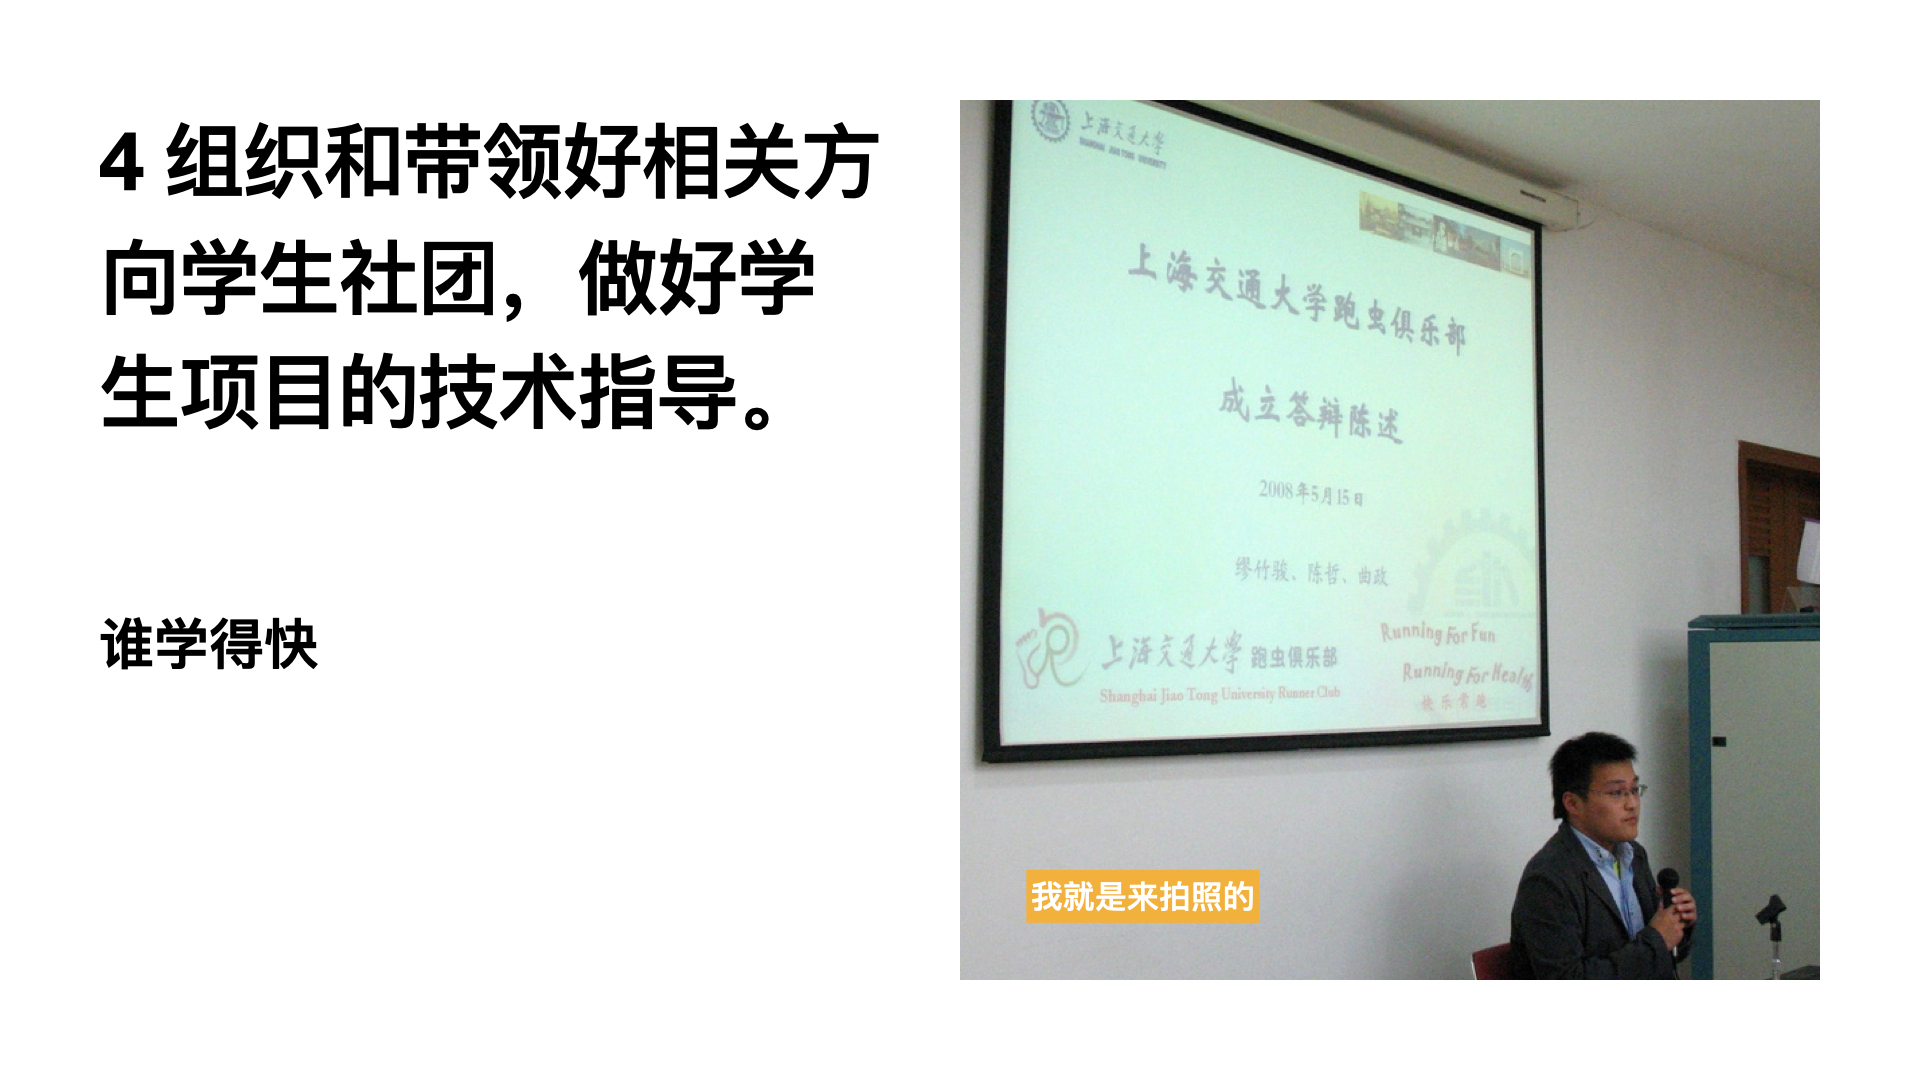 4 组织和带领好相关方
向学生社团，做好学
生项目的技术指导。
谁学得快
上海交通大学
SHANGHAI JIAO TONG UNIVERSITY
上海交通大学跑虫俱乐部
成立答辩陈述
2008年5月15日
缪竹骏、陈哲、曲政
上海交通大学 跑虫俱乐部
Shanghai Jiao Tong University Runner Club
Running For Fun
Running For Health
快乐常跑
我就是来拍照的